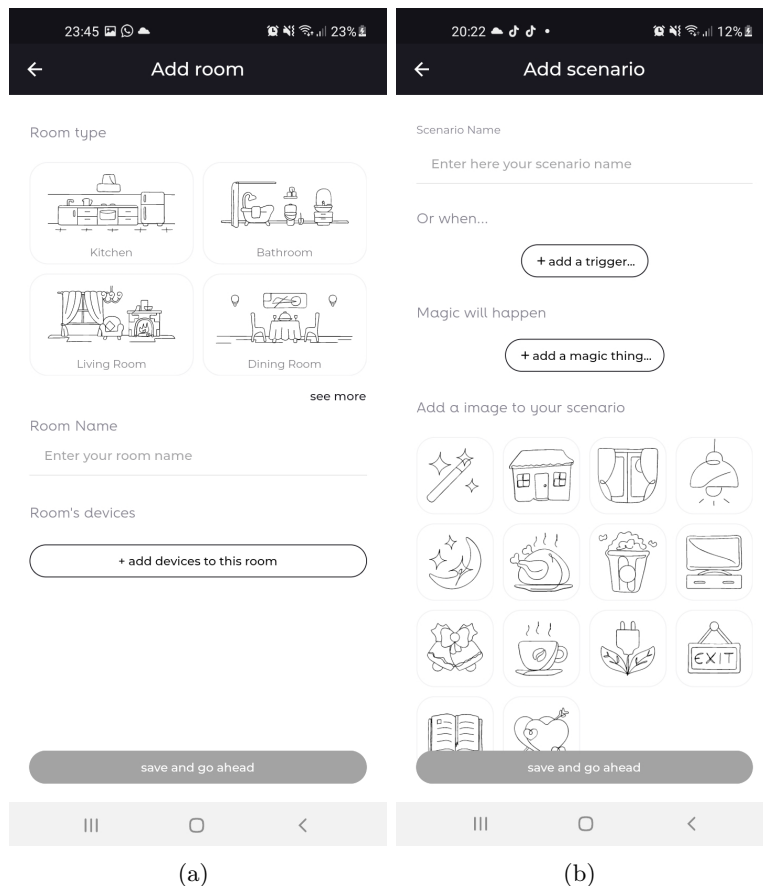 23:45 23%
Add room
Room type
Kitchen
Bathroom
Living Room
Dining Room
see more
Room Name
Enter your room name
Room's devices
+ add devices to this room
save and go ahead
(a)
20:22 12%
Add scenario
Scenario Name
Enter here your scenario name
Or when...
+ add a trigger...
Magic will happen
+ add a magic thing...
Add a image to your scenario
EXIT
save and go ahead
(b)